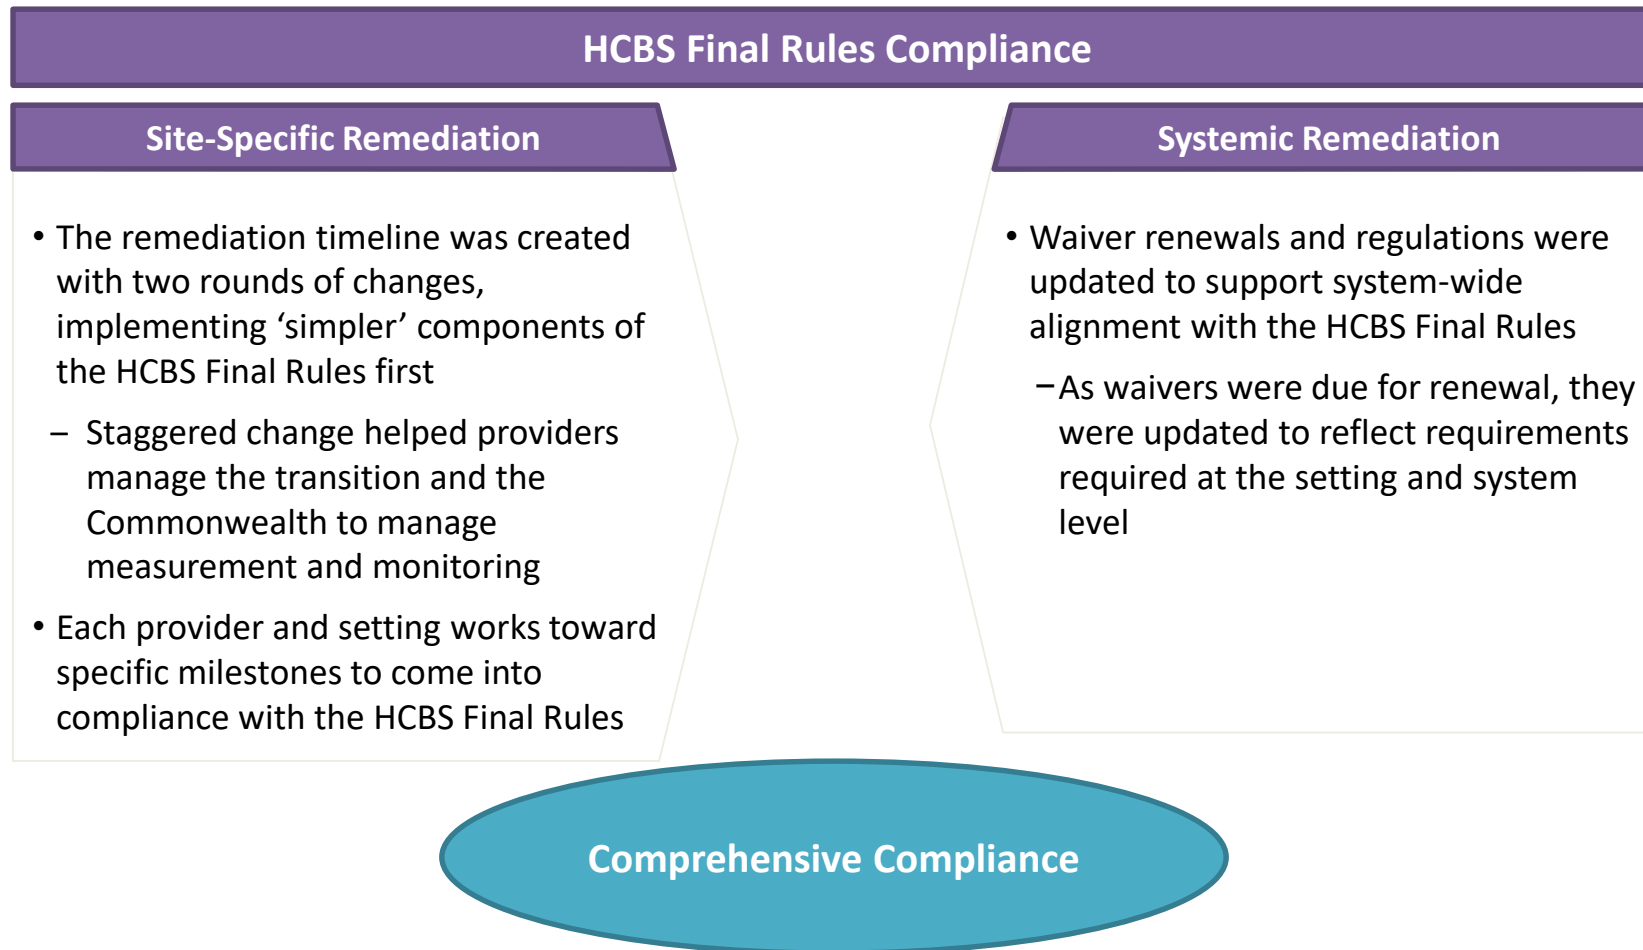 HCBS Final Rules Compliance
Site-Specific Remediation
• The remediation timeline was created
with two rounds of changes,
implementing ‘simpler’ components of
the HCBS Final Rules first
– Staggered change helped providers
manage the transition and the
Commonwealth to manage
measurement and monitoring
• Each provider and setting works toward
specific milestones to come into
compliance with the HCBS Final Rules
Systemic Remediation
• Waiver renewals and regulations were
updated to support system-wide
alignment with the HCBS Final Rules
–As waivers were due for renewal, they
were updated to reflect requirements
required at the setting and system
level
Comprehensive Compliance